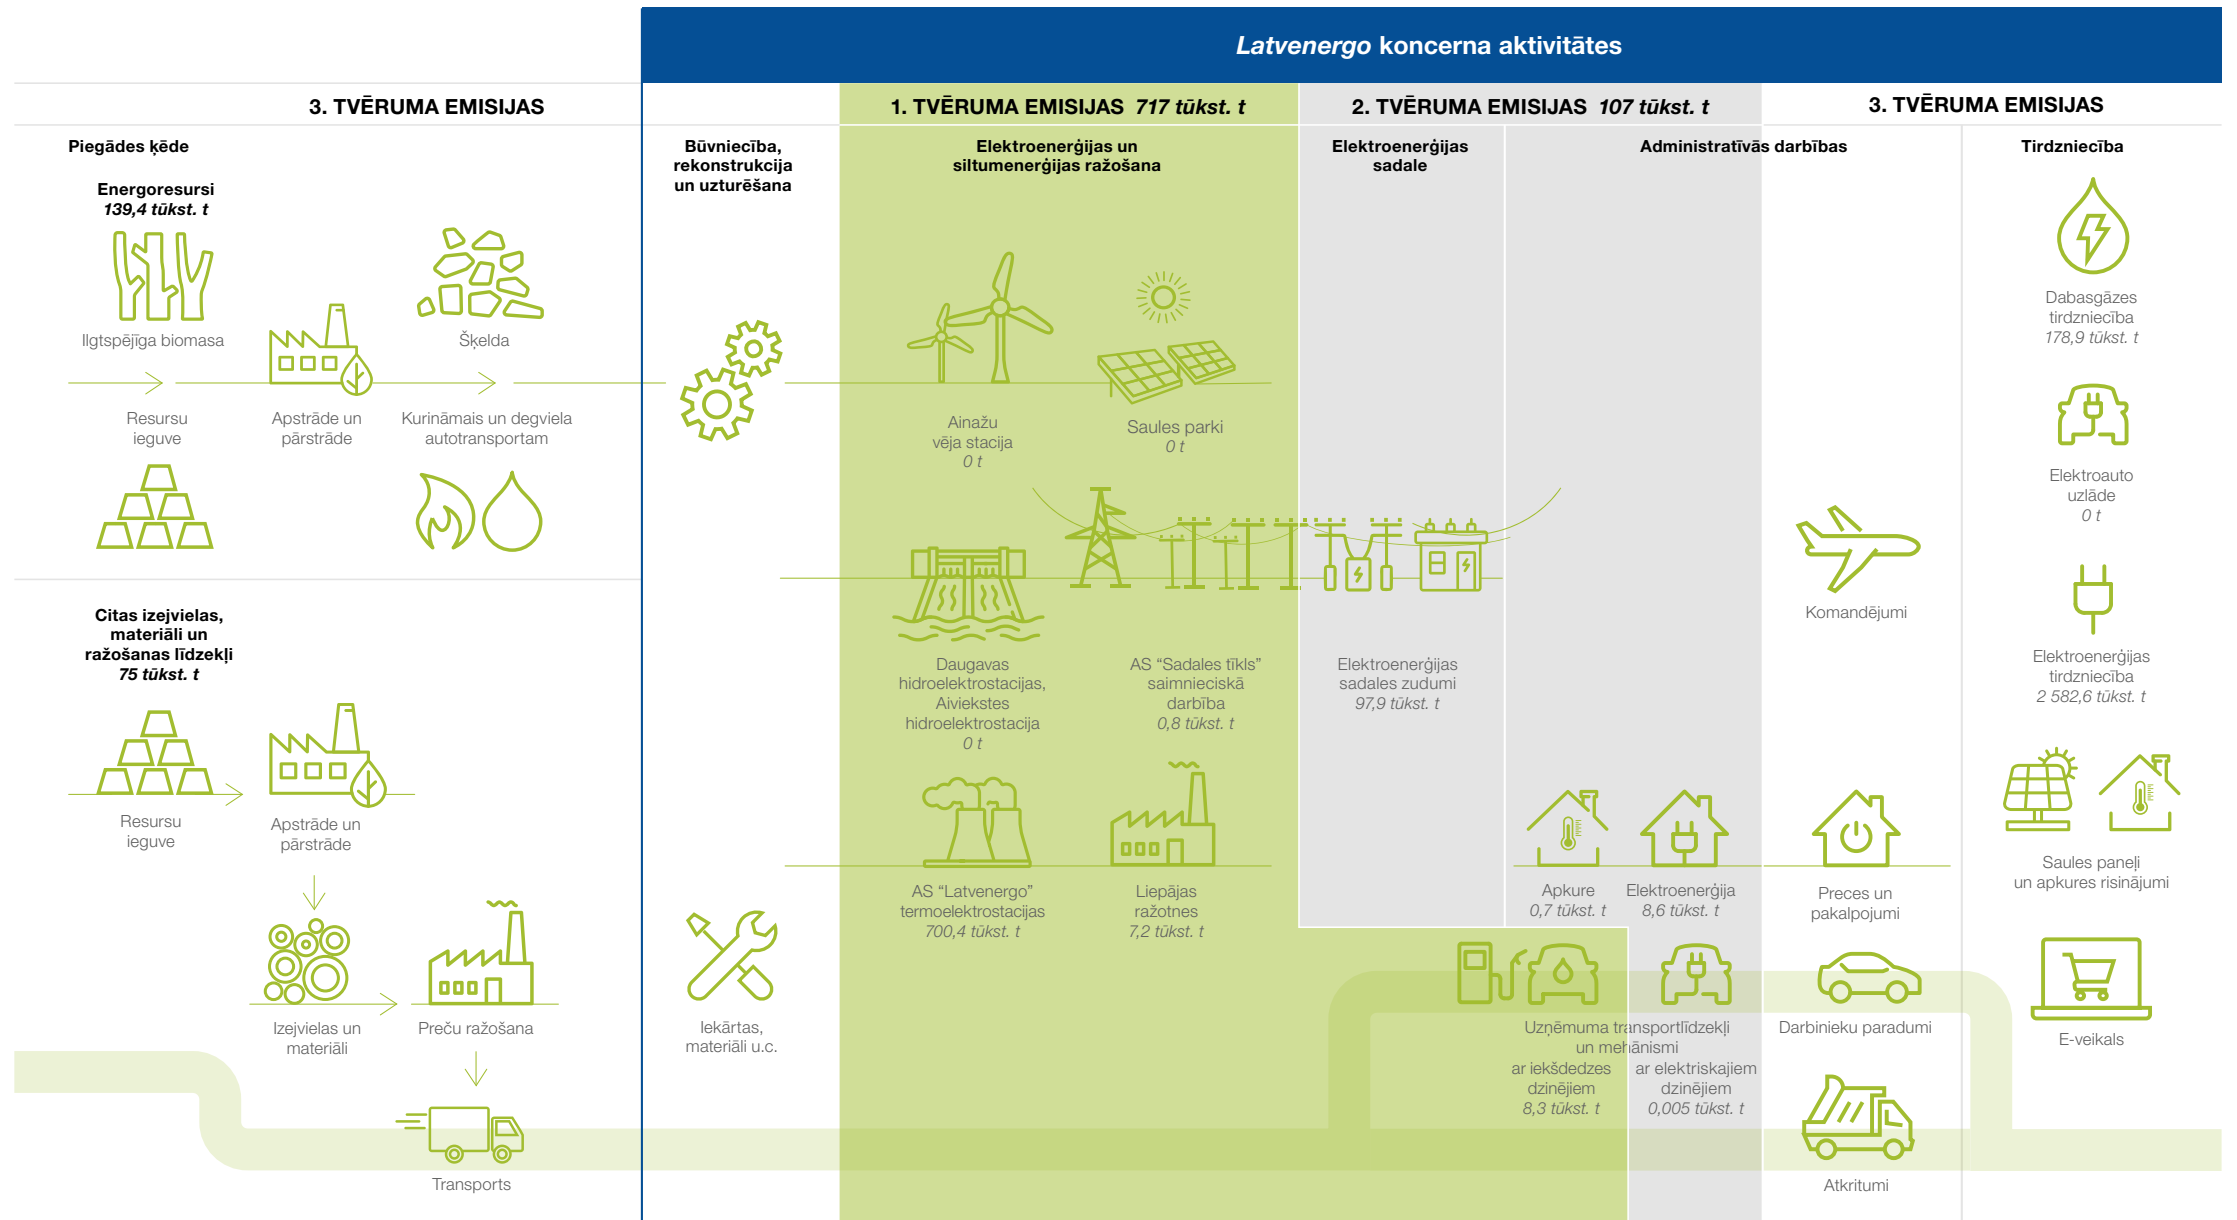 Latvenergo koncerna aktivitātes
3. TVĒRUMA EMISIJAS
1. TVĒRUMA EMISIJAS 717 tūkst. t
2. TVĒRUMA EMISIJAS 107 tūkst. t
3. TVĒRUMA EMISIJAS
Piegādes ķēde
Energoresursi
139,4 tūkst. t
Ilgtspējīga biomasa
Šķelda
Resursu
ieguve
Apstrāde un
pārstrāde
Kurināmais un degviela
autotransportam
Citas izejvielas,
materiāli un
ražošanas līdzekļi
75 tūkst. t
Resursu
ieguve
Apstrāde un
pārstrāde
Izejvielas un
materiāli
Preču ražošana
Transports
Būvniecība,
rekonstrukcija
un uzturēšana
Iekārtas,
materiāli u.c.
Elektroenerģijas un
siltumenerģijas ražošana
Ainažu
vēja stacija
0 t
Saules parki
0 t
Daugavas
hidroelektrostacijas,
Aiviekstes
hidroelektrostacija
0 t
AS “Sadales tīkls”
saimnieciskā
darbība
0,8 tūkst. t
AS “Latvenergo”
termoelektrostacijas
700,4 tūkst. t
Liepājas
ražotnes
7,2 tūkst. t
Elektroenerģijas
sadale
Elektroenerģijas
sadales zudumi
97,9 tūkst. t
Administratīvās darbības
Apkure
0,7 tūkst. t
Elektroenerģija
8,6 tūkst. t
Uzņēmuma transportlīdzekļi
un mehānismi
ar iekšdedzes
dzinējiem
8,3 tūkst. t
ar elektriskajiem
dzinējiem
0,005 tūkst. t
Komandējumi
Preces un
pakalpojumi
Darbinieku paradumi
Atkritumi
Tirdzniecība
Dabasgāzes
tirdzniecība
178,9 tūkst. t
Elektroauto
uzlāde
0 t
Elektroenerģijas
tirdzniecība
2 582,6 tūkst. t
Saules paneļi
un apkures risinājumi
E-veikals